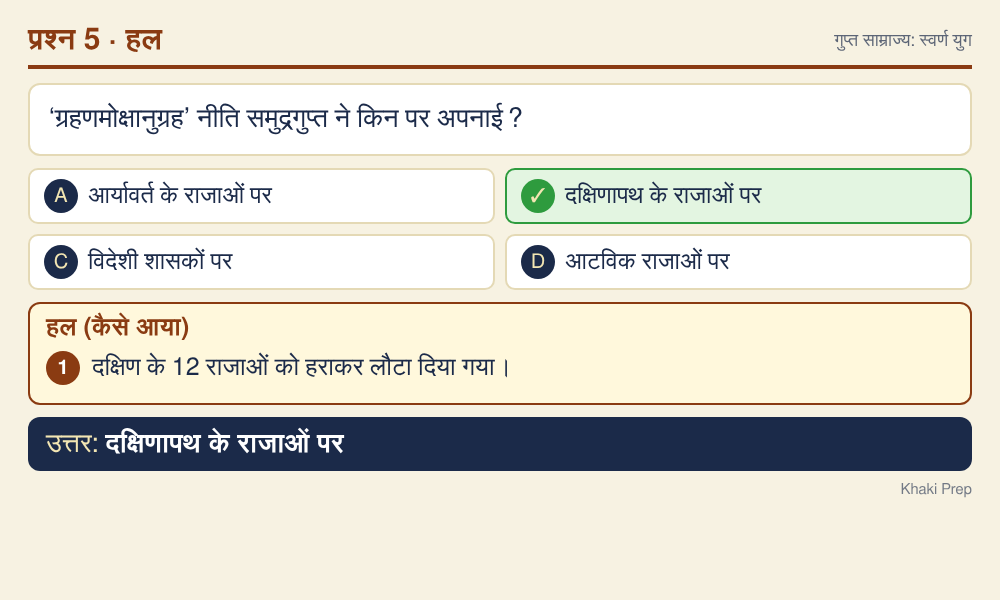 प्रश्न 5 · हल
गुप्त साम्राज्य: स्वर्ण युग
‘ग्रहणमोक्षानुग्रह’ नीति समुद्रगुप्त ने किन पर अपनाई ?
A आर्यावर्त के राजाओं पर
✓ दक्षिणापथ के राजाओं पर
C विदेशी शासकों पर
D आटविक राजाओं पर
हल (कैसे आया)
1 दक्षिण के 12 राजाओं को हराकर लौटा दिया गया।
उत्तर: दक्षिणापथ के राजाओं पर
Khaki Prep